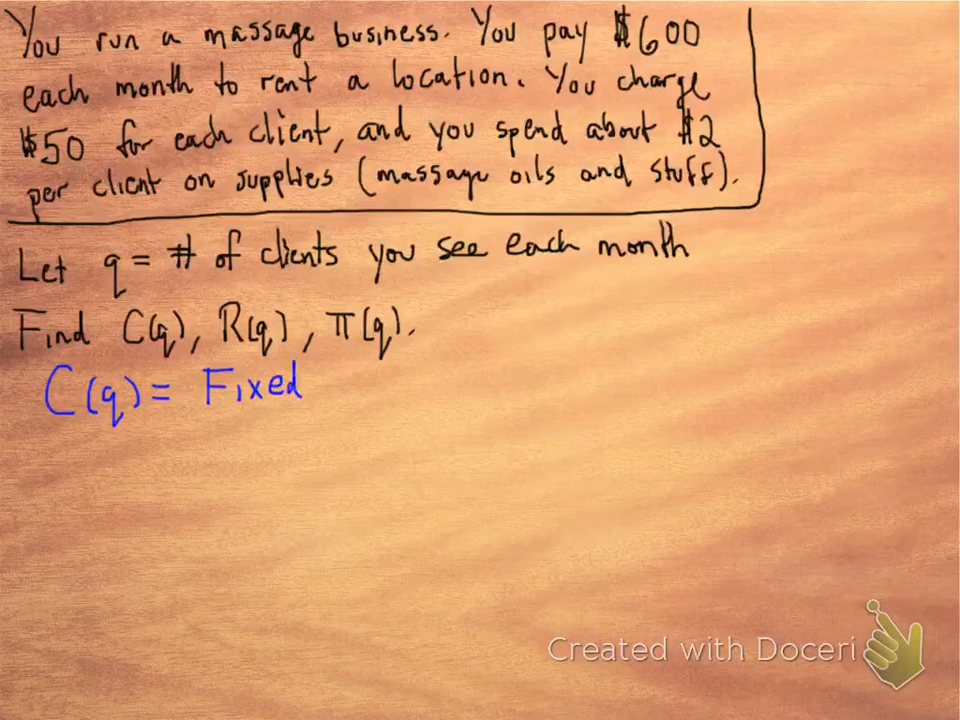 You run a massage business. You pay $600
each month to rent a location. You charge
$50 for each client, and you spend about $2
per client on supplies (massage oils and stuff).
Let q = # of clients you see each month
Find C(q), R(q), π(q).
C(q) = Fixed
Created with Doceri